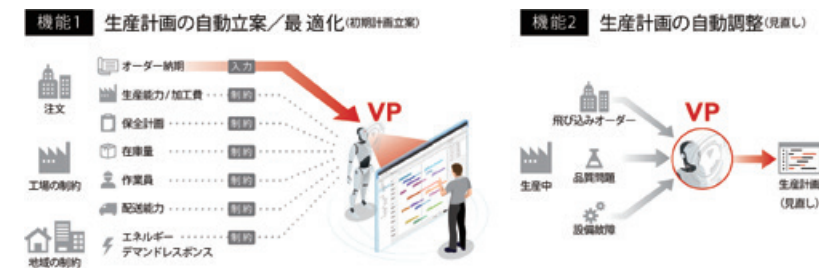 機能1 生産計画の自動立案／最適化(初期計画立案)
注文
工場の制約
地域の制約
オーダー納期 入力
生産能力/加工費 制約
保全計画 制約
在庫量 制約
作業員 制約
配送能力 制約
エネルギー
デマンドレスポンス 制約
VP
機能2 生産計画の自動調整(見直し)
飛び込みオーダー
生産中
品質問題
設備故障
VP
生産計画
(見直し)